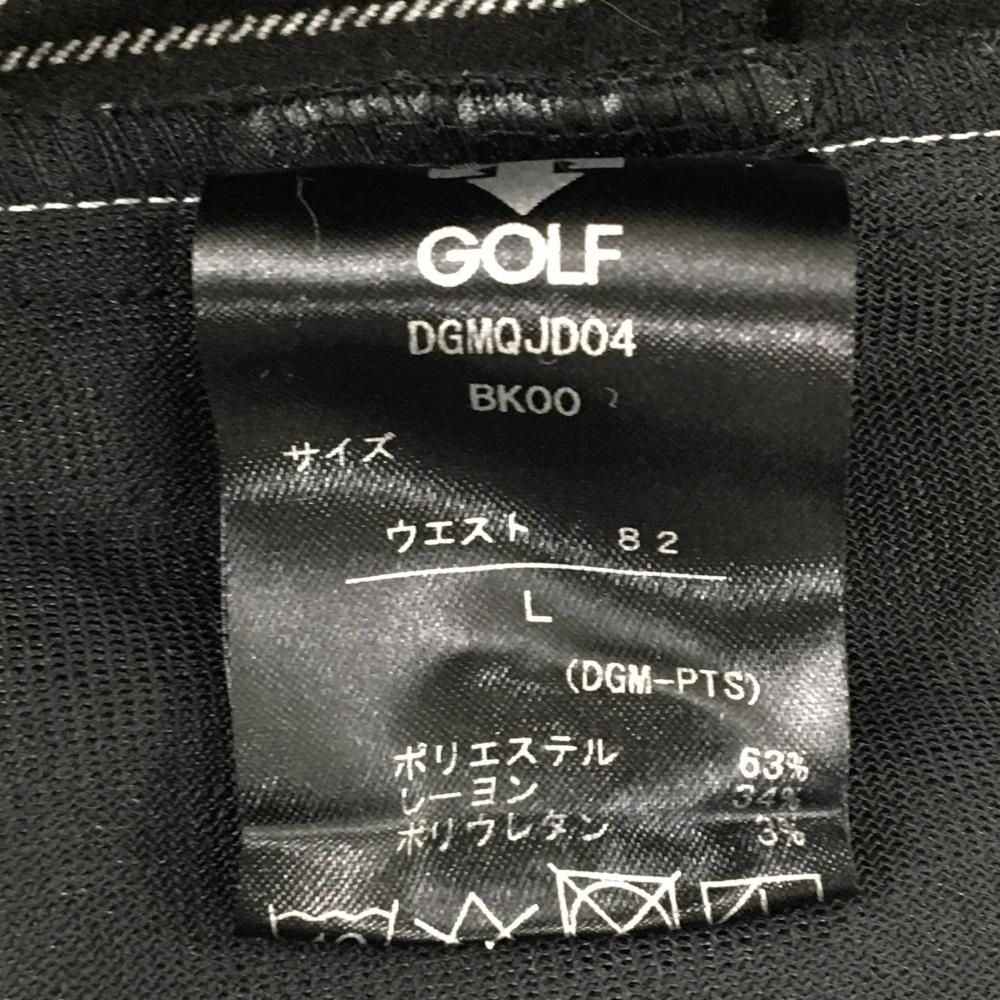 GOLF
DGMQJD04
BK00
サイズ
ウエスト 82
L
(DGM-PTS)
ポリエステル 63%
レーヨン 34%
ポリウレタン 3%